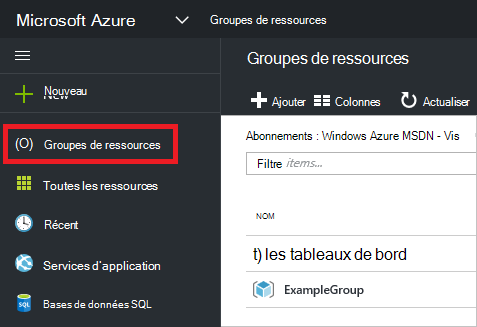 Microsoft Azure
Groupes de ressources
Nouveau
New
Groupes de ressources
Toutes les ressources
Récent
Services d'application
Bases de données SQL
Groupes de ressources
Ajouter Colonnes Actualiser
Abonnements : Windows Azure MSDN - Vis
Filtre items...
NOM
t) les tableaux de bord
ExampleGroup